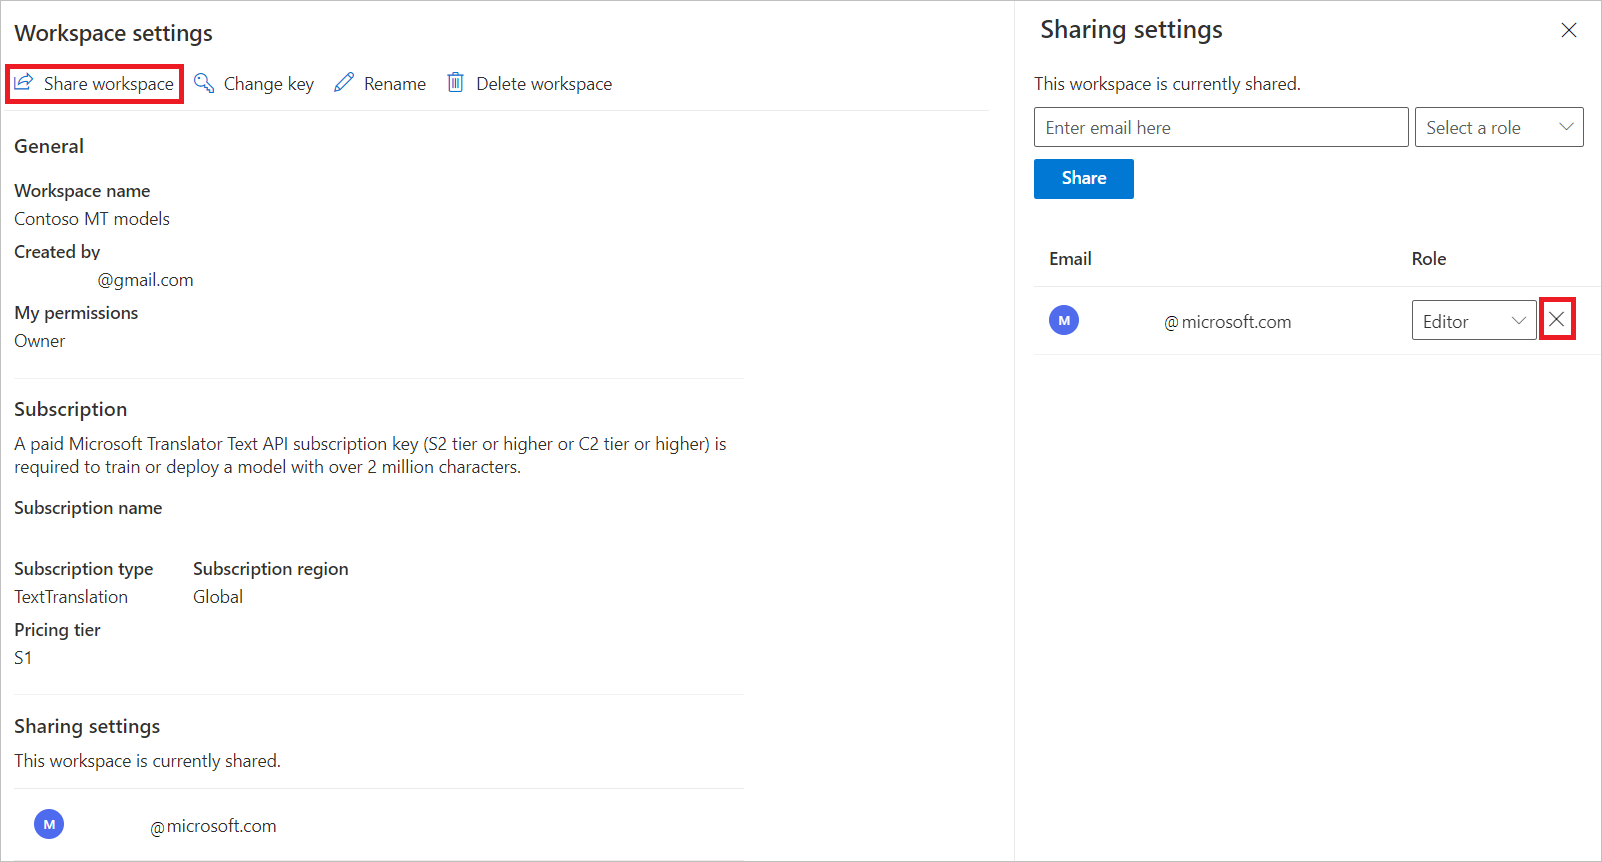 Workspace settings
Share workspace
Change key
Rename
Delete workspace
General
Workspace name
Contoso MT models
Created by
@gmail.com
My permissions
Owner
Subscription
A paid Microsoft Translator Text API subscription key (S2 tier or higher or C2 tier or higher) is
required to train or deploy a model with over 2 million characters.
Subscription name
Subscription type
Subscription region
TextTranslation
Global
Pricing tier
S1
Sharing settings
This workspace is currently shared.
M
@microsoft.com
Sharing settings
This workspace is currently shared.
Enter email here
Select a role
Share
Email
Role
M
@microsoft.com
Editor